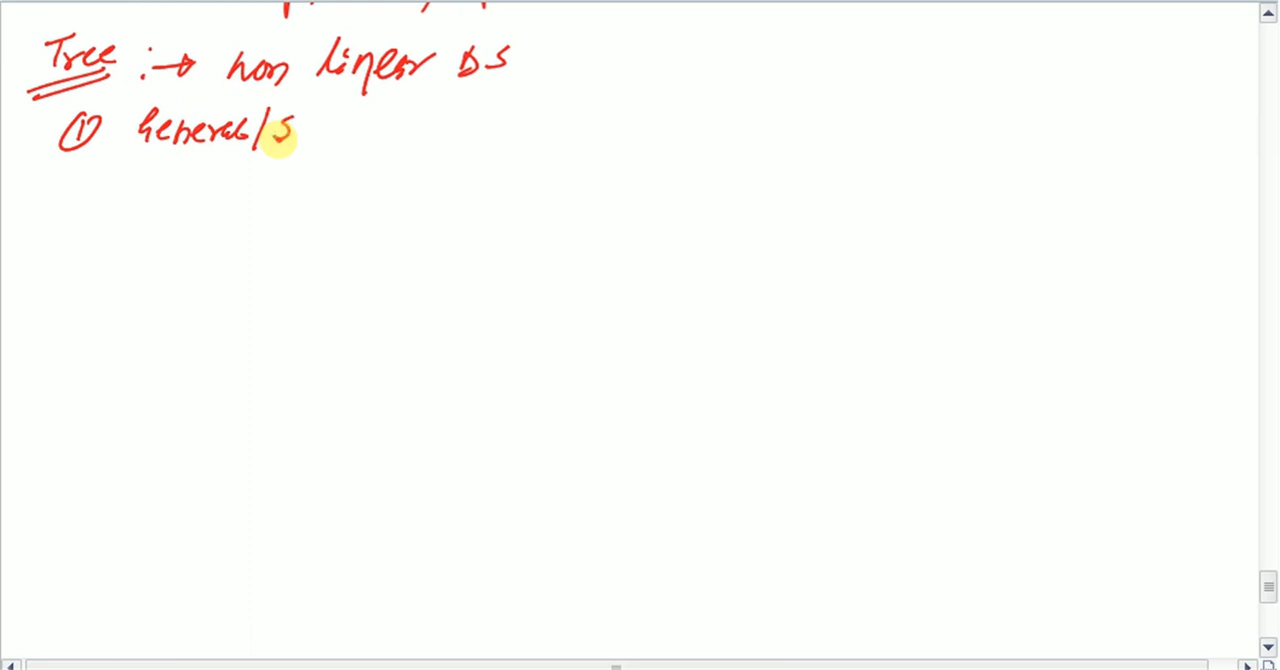 Tree :→ non linear DS
① General/S